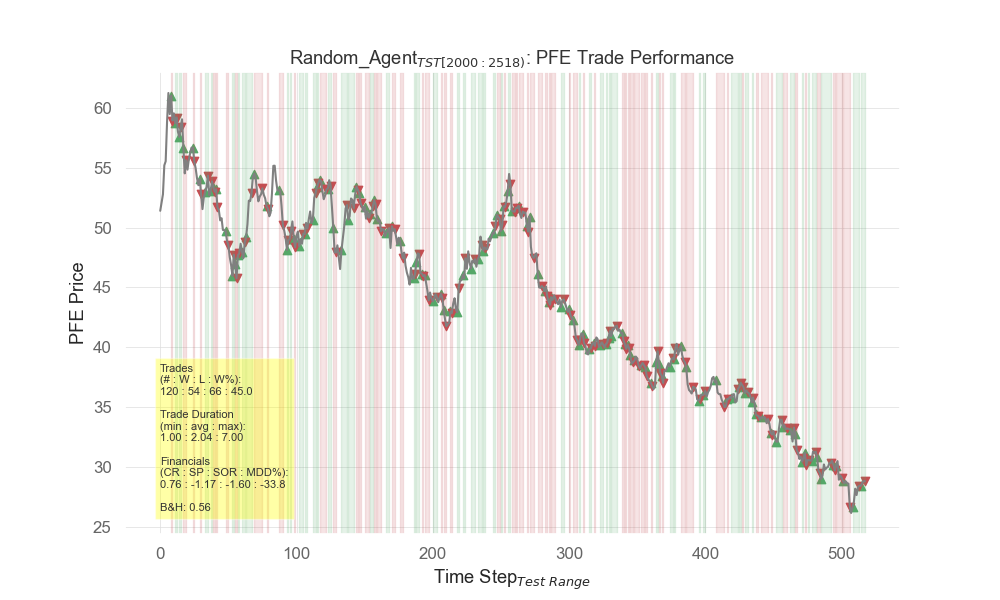 Random_Agent TST[2000 : 2518): PFE Trade Performance
PFE Price
60
55
50
45
40
35
30
25
Trades
(# : W : L : W%):
120 : 54 : 66 : 45.0
Trade Duration
(min : avg : max):
1.00 : 2.04 : 7.00
Financials
(CR : SP : SOR : MDD%):
0.76 : -1.17 : -1.60 : -33.8
B&H: 0.56
0 100 200 300 400 500
Time Step Test Range